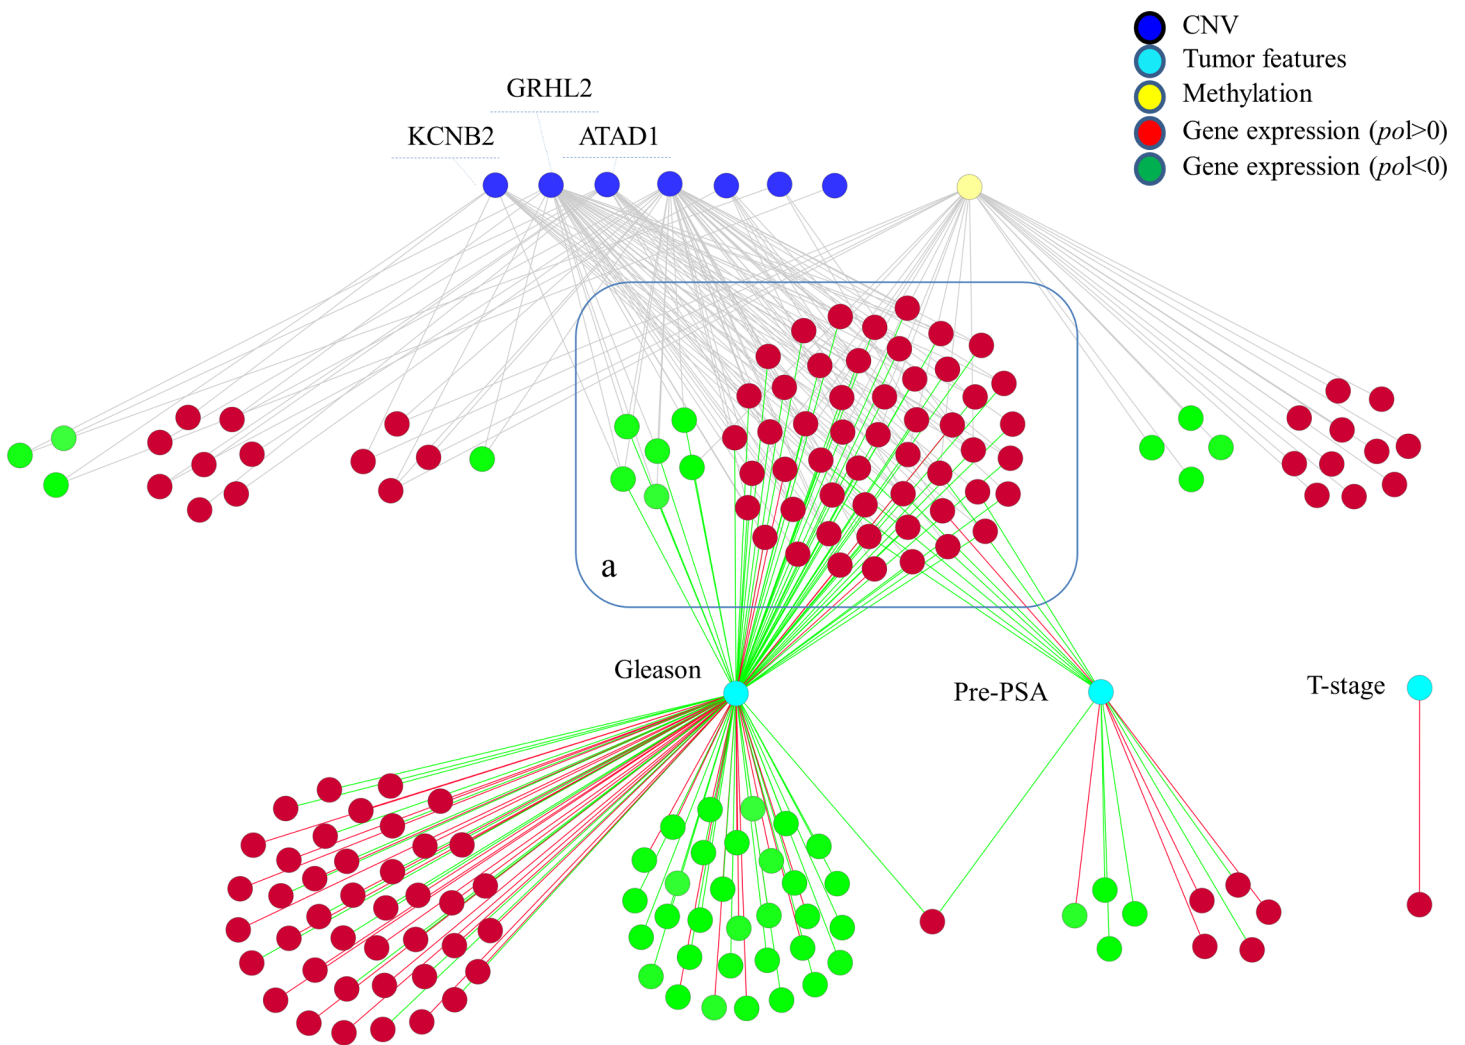 CNV
Tumor features
Methylation
Gene expression (pol>0)
Gene expression (pol<0)
GRHL2
KCNB2 ATAD1
a
Gleason
Pre-PSA
T-stage